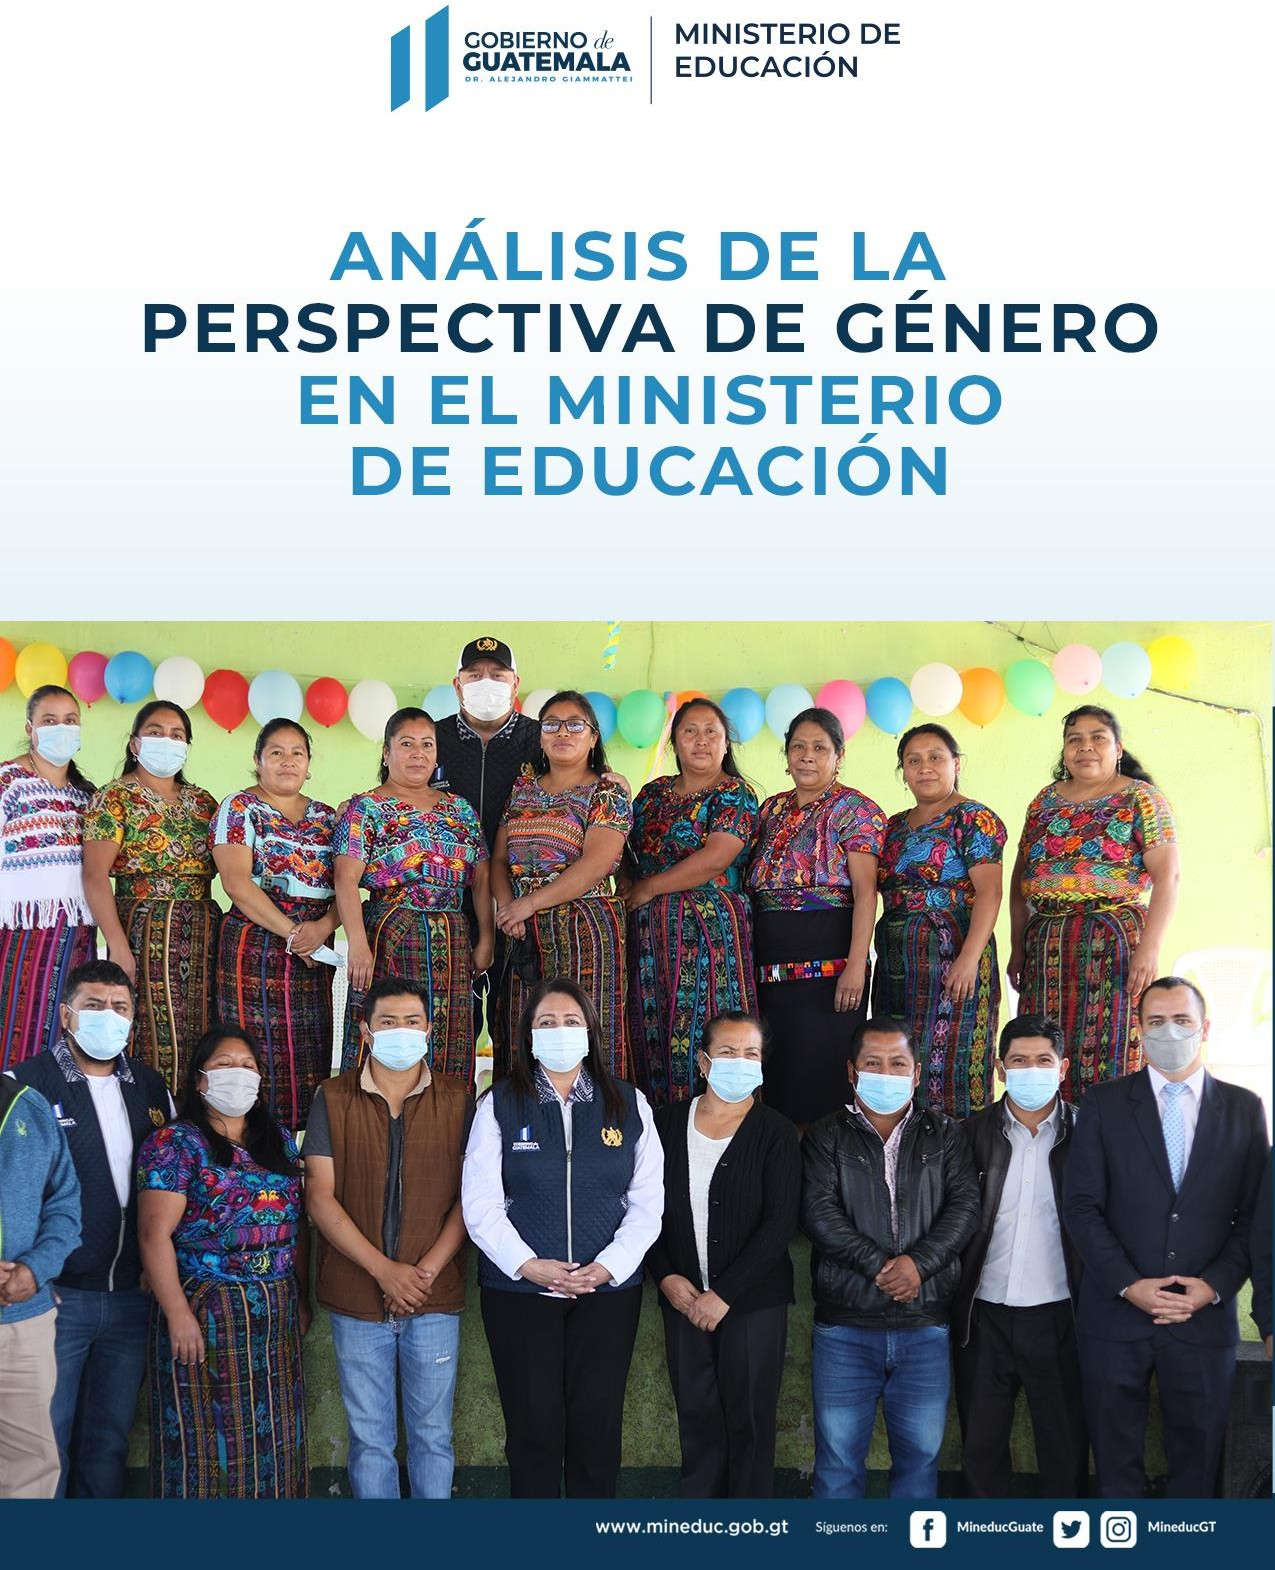 GOBIERNO de
GUATEMALA
DR. ALEJANDRO GIAMMATTEI
MINISTERIO DE
EDUCACIÓN
ANÁLISIS DE LA
PERSPECTIVA DE GÉNERO
EN EL MINISTERIO
DE EDUCACIÓN
GUATEMALA
www.mineduc.gob.gt
Síguenos en:
MineducGuate
MineducGT